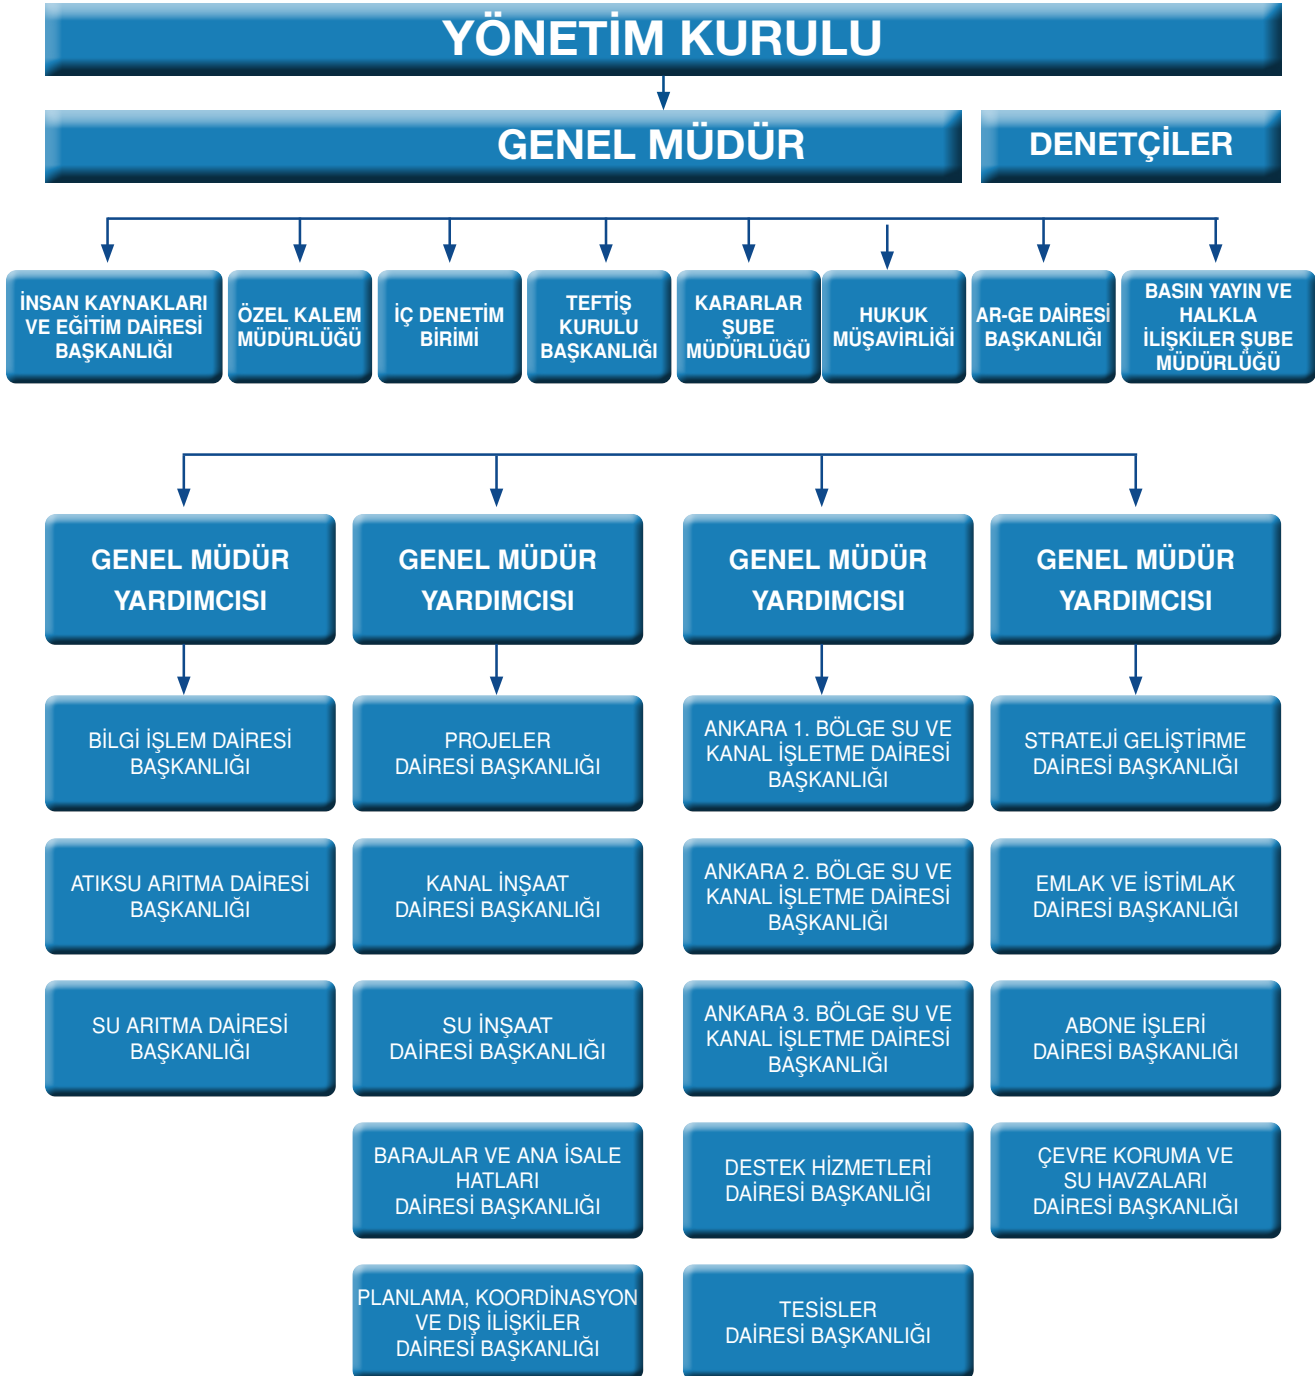 YÖNETİM KURULU
GENEL MÜDÜR
DENETÇİLER
İNSAN KAYNAKLARI
VE EĞİTİM DAİRESİ
BAŞKANLIĞI
ÖZEL KALEM
MÜDÜRLÜĞÜ
İÇ DENETİM
BİRİMİ
TEFTİŞ
KURULU
BAŞKANLIĞI
KARARLAR
ŞUBE
MÜDÜRLÜĞÜ
HUKUK
MÜŞAVİRLİĞİ
AR-GE DAİRESİ
BAŞKANLIĞI
BASIN YAYIN VE
HALKLA
İLİŞKİLER ŞUBE
MÜDÜRLÜĞÜ
GENEL MÜDÜR
YARDIMCISI
GENEL MÜDÜR
YARDIMCISI
GENEL MÜDÜR
YARDIMCISI
GENEL MÜDÜR
YARDIMCISI
BİLGİ İŞLEM DAİRESİ
BAŞKANLIĞI
PROJELER
DAİRESİ BAŞKANLIĞI
ANKARA 1. BÖLGE SU VE
KANAL İŞLETME DAİRESİ
BAŞKANLIĞI
STRATEJİ GELİŞTİRME
DAİRESİ BAŞKANLIĞI
ATIKSU ARITMA DAİRESİ
BAŞKANLIĞI
KANAL İNŞAAT
DAİRESİ BAŞKANLIĞI
ANKARA 2. BÖLGE SU VE
KANAL İŞLETME DAİRESİ
BAŞKANLIĞI
EMLAK VE İSTİMLAK
DAİRESİ BAŞKANLIĞI
SU ARITMA DAİRESİ
BAŞKANLIĞI
SU İNŞAAT
DAİRESİ BAŞKANLIĞI
ANKARA 3. BÖLGE SU VE
KANAL İŞLETME DAİRESİ
BAŞKANLIĞI
ABONE İŞLERİ
DAİRESİ BAŞKANLIĞI
BARAJLAR VE ANA İSALE
HATLARI
DAİRESİ BAŞKANLIĞI
DESTEK HİZMETLERİ
DAİRESİ BAŞKANLIĞI
ÇEVRE KORUMA VE
SU HAVZALARI
DAİRESİ BAŞKANLIĞI
PLANLAMA, KOORDİNASYON
VE DIŞ İLİŞKİLER
DAİRESİ BAŞKANLIĞI
TESİSLER
DAİRESİ BAŞKANLIĞI